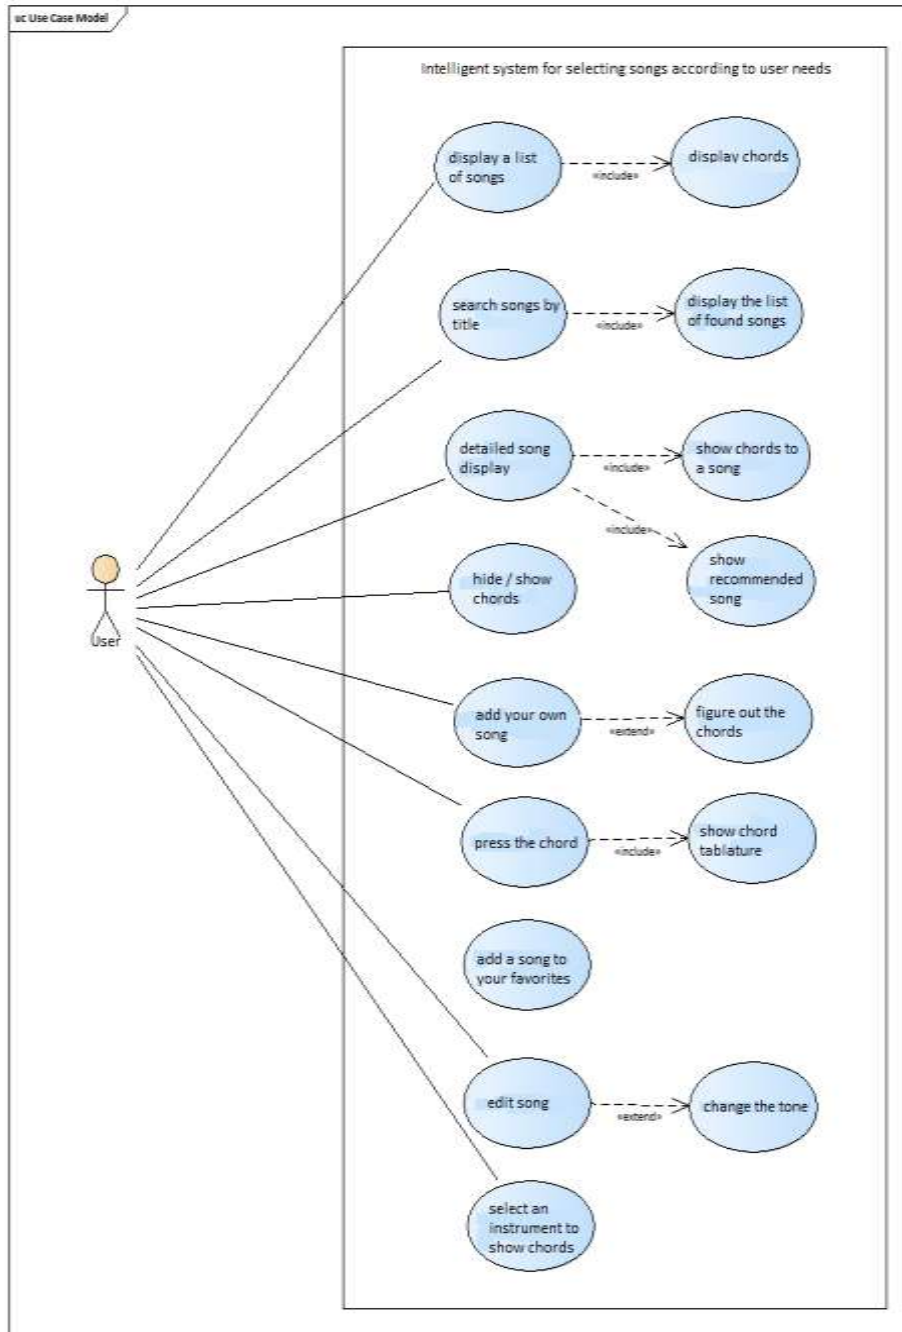 uc Use Case Model
Intelligent system for selecting songs according to user needs
display a list
of songs
«include»
display chords
search songs by
title
«include»
display the list
of found songs
detailed song
display
«include»
show chords to
a song
«include»
show
recommended
song
hide / show
chords
User
add your own
song
«extend»
figure out the
chords
press the chord
«include»
show chord
tablature
add a song to
your favorites
edit song
«extend»
change the tone
select an
instrument to
show chords